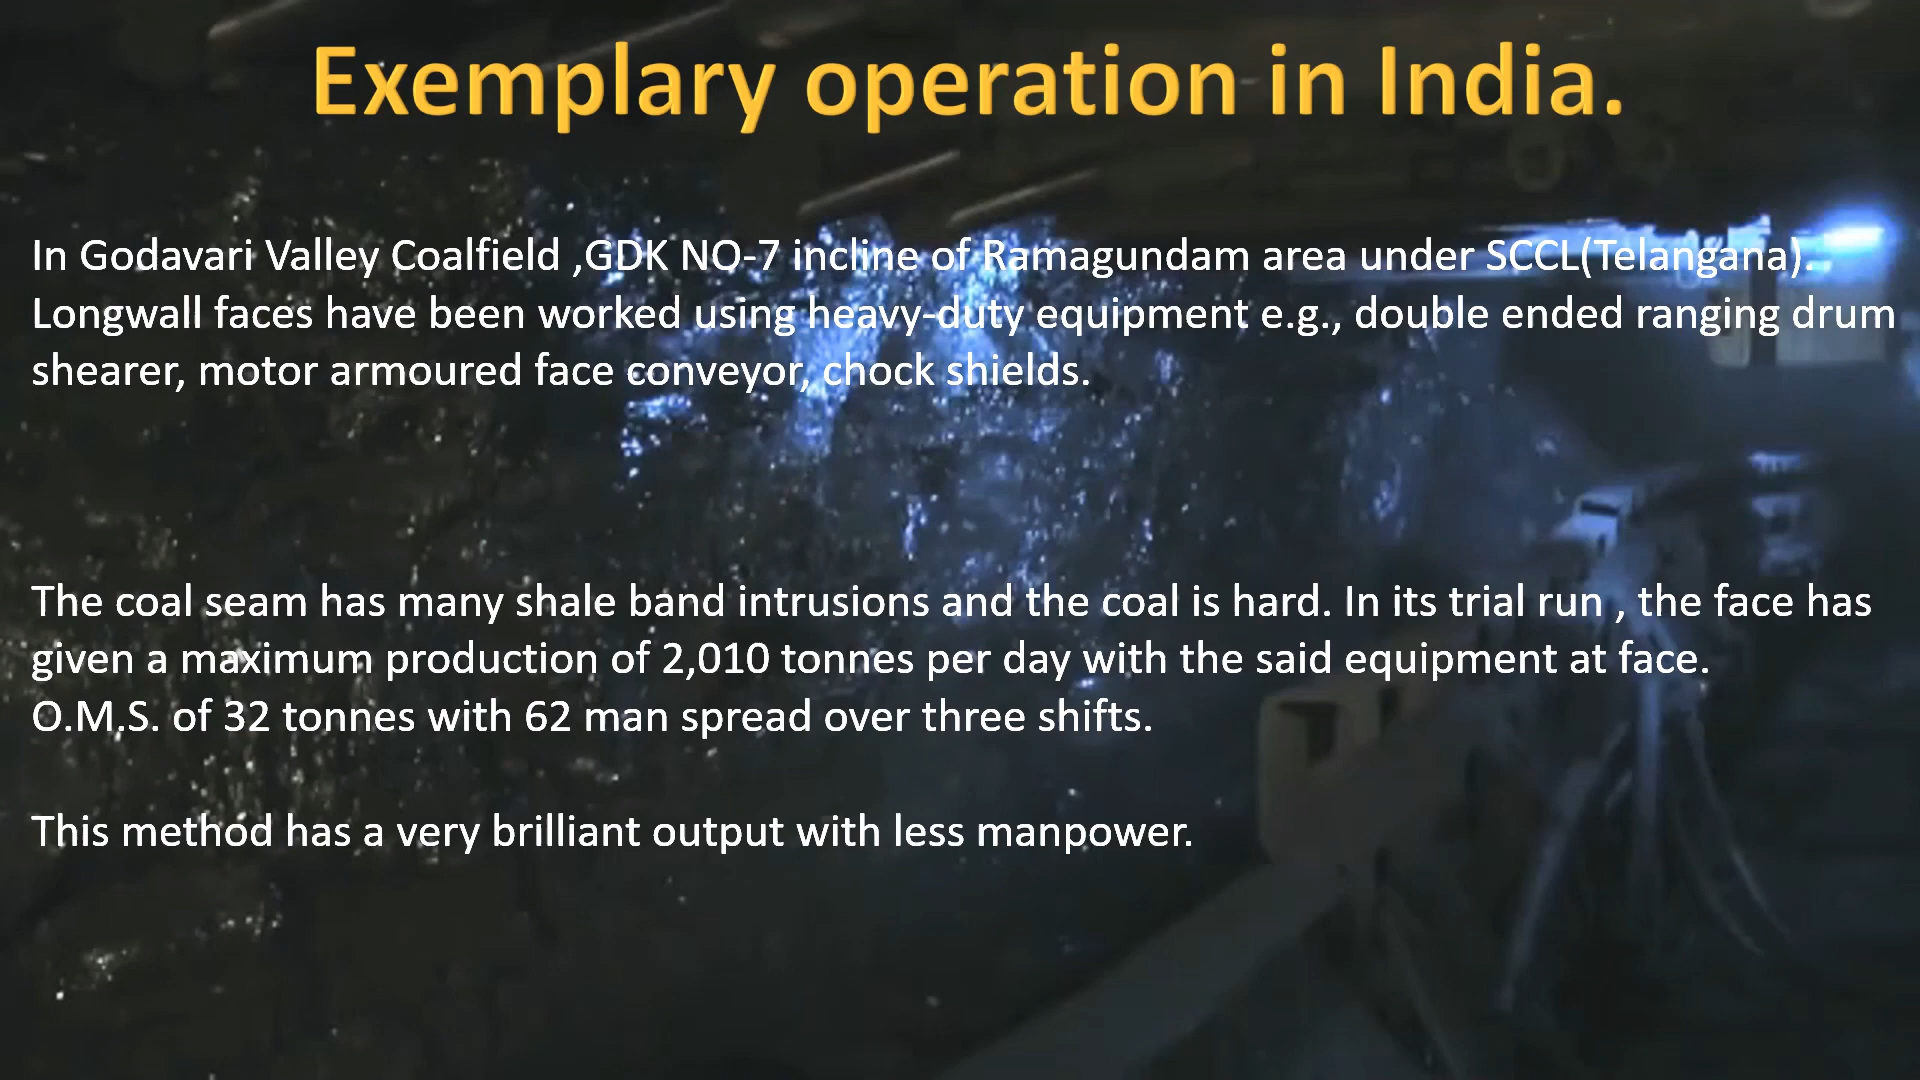 Exemplary operation in India.
In Godavari Valley Coalfield ,GDK NO-7 incline of Ramagundam area under SCCL(Telangana).
Longwall faces have been worked using heavy-duty equipment e.g., double ended ranging drum
shearer, motor armoured face conveyor, chock shields.
The coal seam has many shale band intrusions and the coal is hard. In its trial run , the face has
given a maximum production of 2,010 tonnes per day with the said equipment at face.
O.M.S. of 32 tonnes with 62 man spread over three shifts.
This method has a very brilliant output with less manpower.